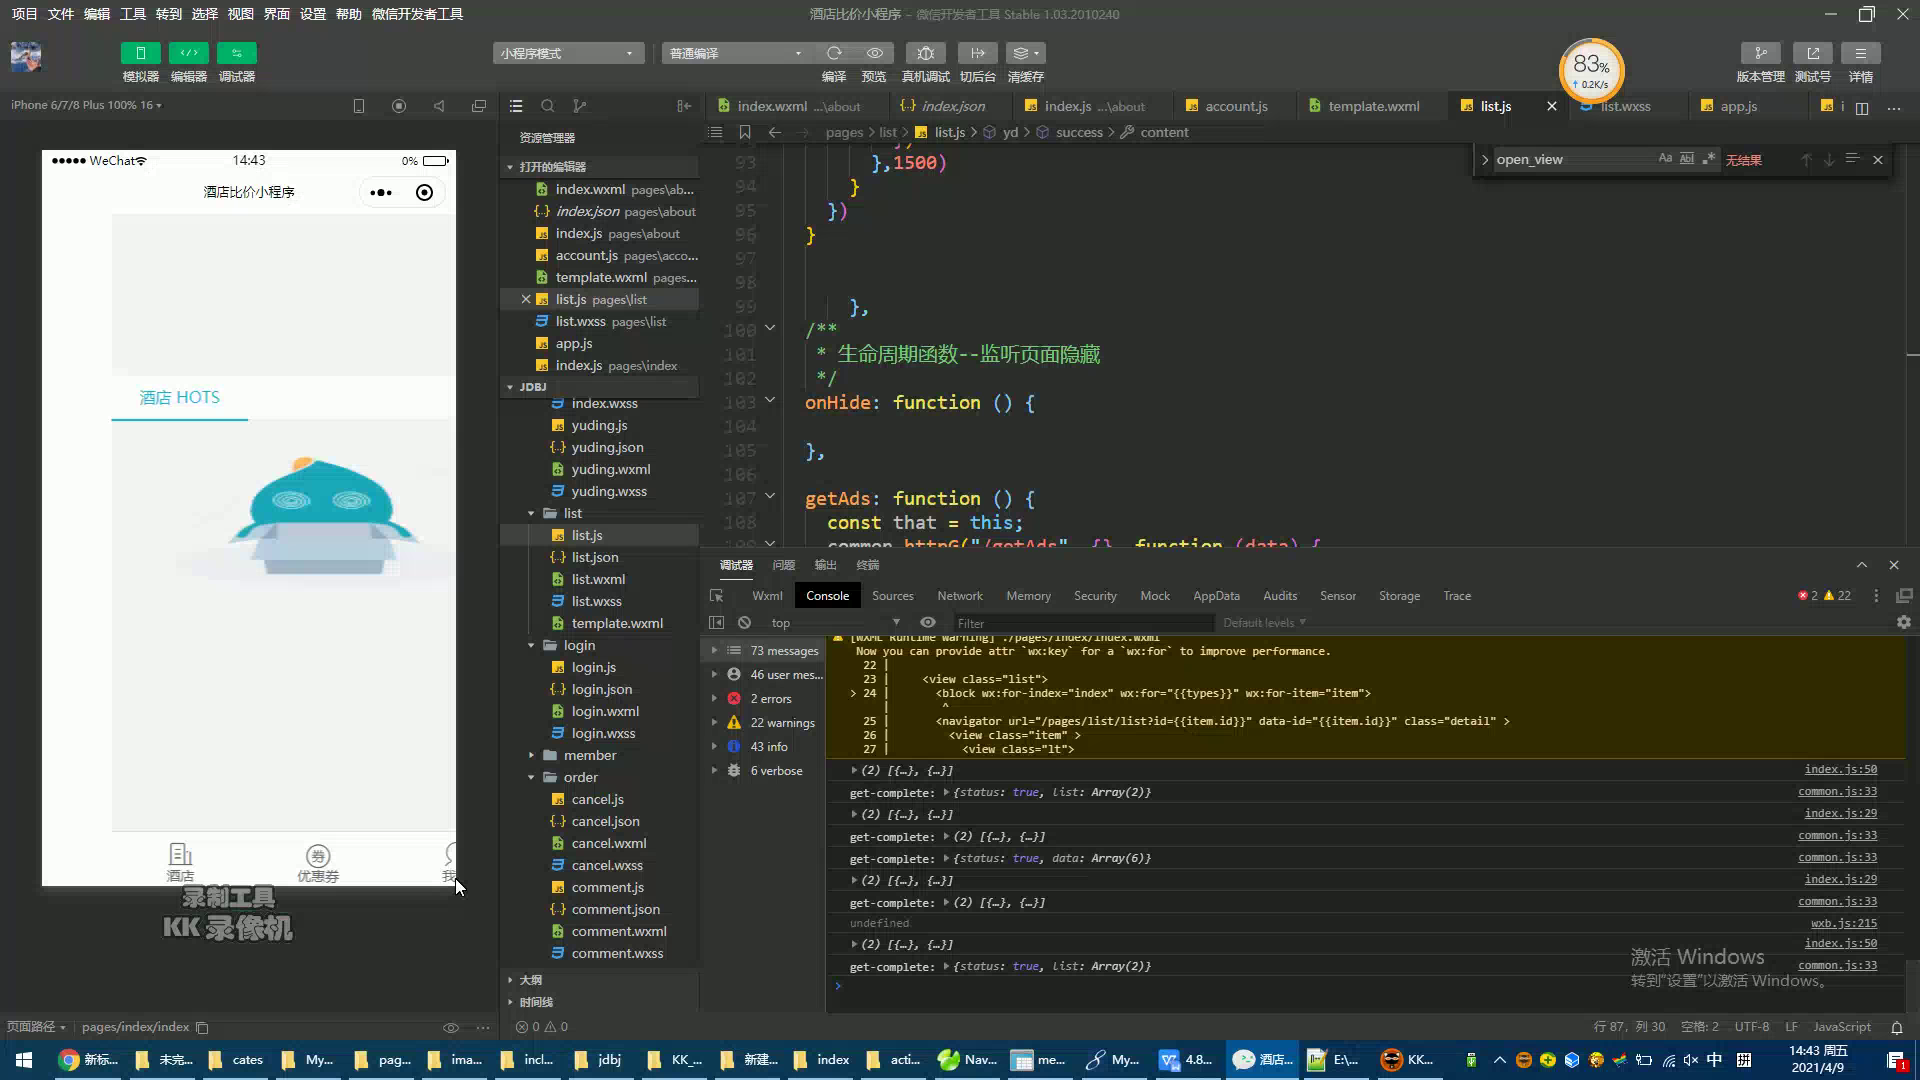 项目 文件 编辑 工具 转到 选择 视图 界面 设置 帮助 微信开发者工具
酒店比价小程序 - 微信开发者工具 Stable 1.03.2010240
小程序模式
普通编译
83%
↑ 0.2K/s
模拟器 编辑器 调试器
编译 预览 真机调试 切后台 清缓存
版本管理 测试号 详情
iPhone 6/7/8 Plus 100% 16
index.wxml ...\about
index.json
index.js ...\about
account.js
template.wxml
list.js
list.wxss
app.js
资源管理器
pages > list > list.js > yd > success > content
open_view
Aa Abl .*
无结果
打开的编辑器
index.wxml pages\ab...
index.json pages\about
index.js pages\about
account.js pages\acco...
template.wxml pages...
list.js pages\list
list.wxss pages\list
app.js
index.js pages\index
JDBJ
index.wxss
yuding.js
yuding.json
yuding.wxml
yuding.wxss
list
list.js
list.json
list.wxml
list.wxss
template.wxml
login
login.js
login.json
login.wxml
login.wxss
member
order
cancel.js
cancel.json
cancel.wxml
cancel.wxss
comment.js
comment.json
comment.wxml
comment.wxss
大纲
时间线
WeChat
14:43
0%
酒店比价小程序
酒店 HOTS
酒店
券
优惠券
录制工具
KK 录像机
页面路径
pages/index/index
93 },1500)
94 }
95 })
96 }
97
98
99 },
100 /**
101 * 生命周期函数--监听页面隐藏
102 */
103 onHide: function () {
104
105 },
106
107 getAds: function () {
108 const that = this;
109 common.httpG("/getAds", {}, function (data) {
调试器 问题 输出 终端
Wxml Console Sources Network Memory Security Mock AppData Audits Sensor Storage Trace
2 22
top
Filter
Default levels
73 messages
46 user mes...
2 errors
22 warnings
43 info
6 verbose
[WXML Runtime warning] ./pages/index/index.wxml
Now you can provide attr `wx:key` for a `wx:for` to improve performance.
22 |
23 | <view class="list">
> 24 | <block wx:for-index="index" wx:for="{{types}}" wx:for-item="item">
| ^
25 | <navigator url="/pages/list/list?id={{item.id}}" data-id="{{item.id}}" class="detail" >
26 | <view class="item" >
27 | <view class="lt">
(2) [{…}, {…}] index.js:50
get-complete: {status: true, list: Array(2)} common.js:33
(2) [{…}, {…}] index.js:29
get-complete: (2) [{…}, {…}] common.js:33
get-complete: {status: true, data: Array(6)} common.js:33
(2) [{…}, {…}] index.js:29
get-complete: (2) [{…}, {…}] common.js:33
undefined wxb.js:215
(2) [{…}, {…}] index.js:50
get-complete: {status: true, list: Array(2)} common.js:33
激活 Windows
转到"设置"以激活 Windows。
0 0
行 87，列 30 空格: 2 UTF-8 LF JavaScript
新标... 未完... cates My... pag... ima... incl... jdbj KK_... 新建... index acti... Nav... me... My... 4.8... 酒店... E:\... KK...
中 拼
14:43 周五
2021/4/9
1